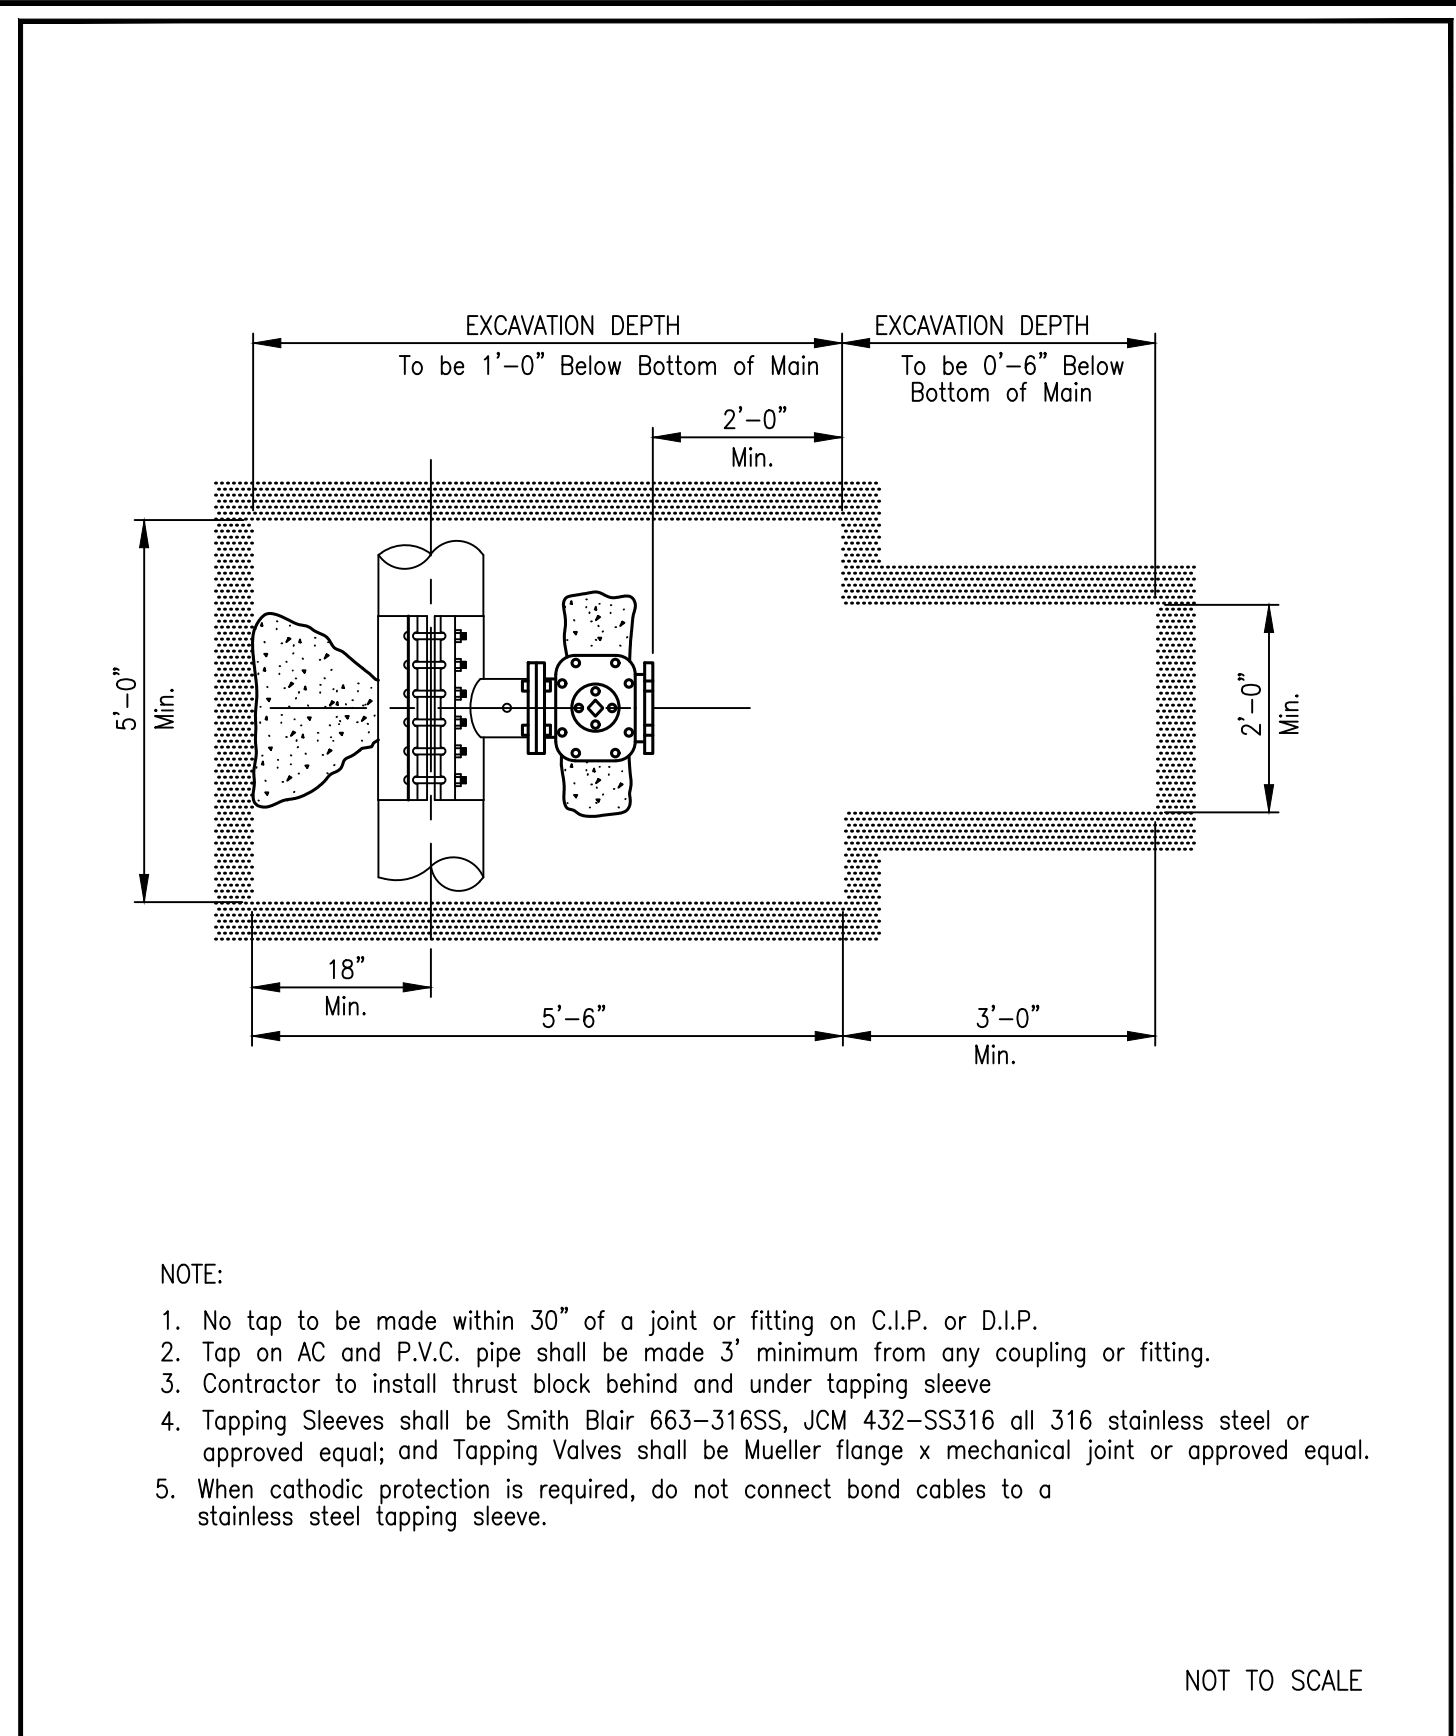 EXCAVATION DEPTH
To be 1'-0" Below Bottom of Main
EXCAVATION DEPTH
To be 0'-6" Below
Bottom of Main
2'-0"
Min.
5'-0"
Min.
2'-0"
Min.
18"
Min.
5'-6"
3'-0"
Min.
NOTE:
1. No tap to be made within 30" of a joint or fitting on C.I.P. or D.I.P.
2. Tap on AC and P.V.C. pipe shall be made 3' minimum from any coupling or fitting.
3. Contractor to install thrust block behind and under tapping sleeve
4. Tapping Sleeves shall be Smith Blair 663-316SS, JCM 432-SS316 all 316 stainless steel or
approved equal; and Tapping Valves shall be Mueller flange x mechanical joint or approved equal.
5. When cathodic protection is required, do not connect bond cables to a
stainless steel tapping sleeve.
NOT TO SCALE